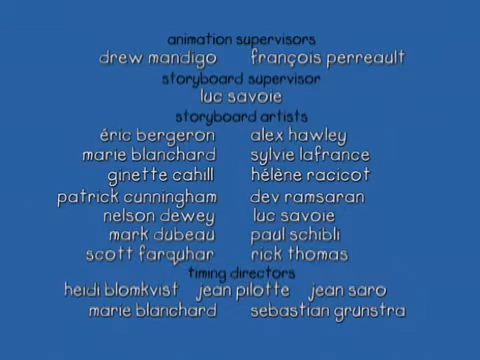 animation supervisors
drew mandigo françois perreault
storyboard supervisor
luc savoie
storyboard artists
éric bergeron alex hawley
marie blanchard sylvie lafrance
ginette cahill hélène racicot
patrick cunningham dev ramsaran
nelson dewey luc savoie
mark dubeau paul schibli
scott farquhar rick thomas
timing directors
heidi blomkvist jean pilotte jean saro
marie blanchard sebastian grunstra